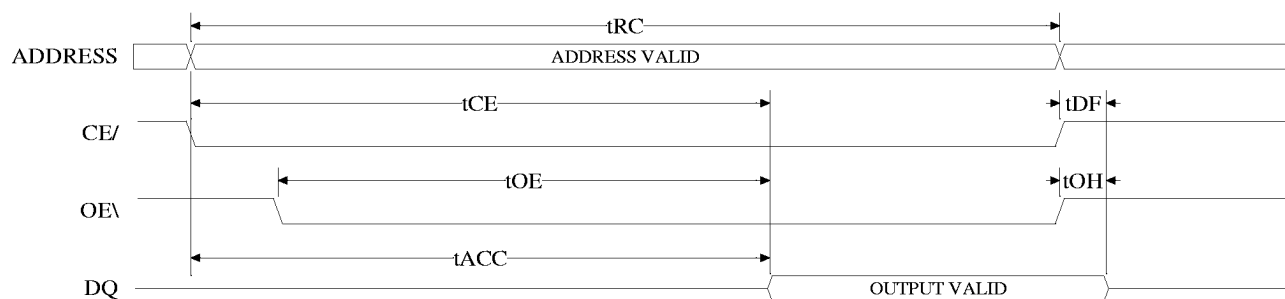 tRC
ADDRESS
ADDRESS VALID
tCE
tDF
CE/
tOE
tOH
OE\
tACC
DQ
OUTPUT VALID